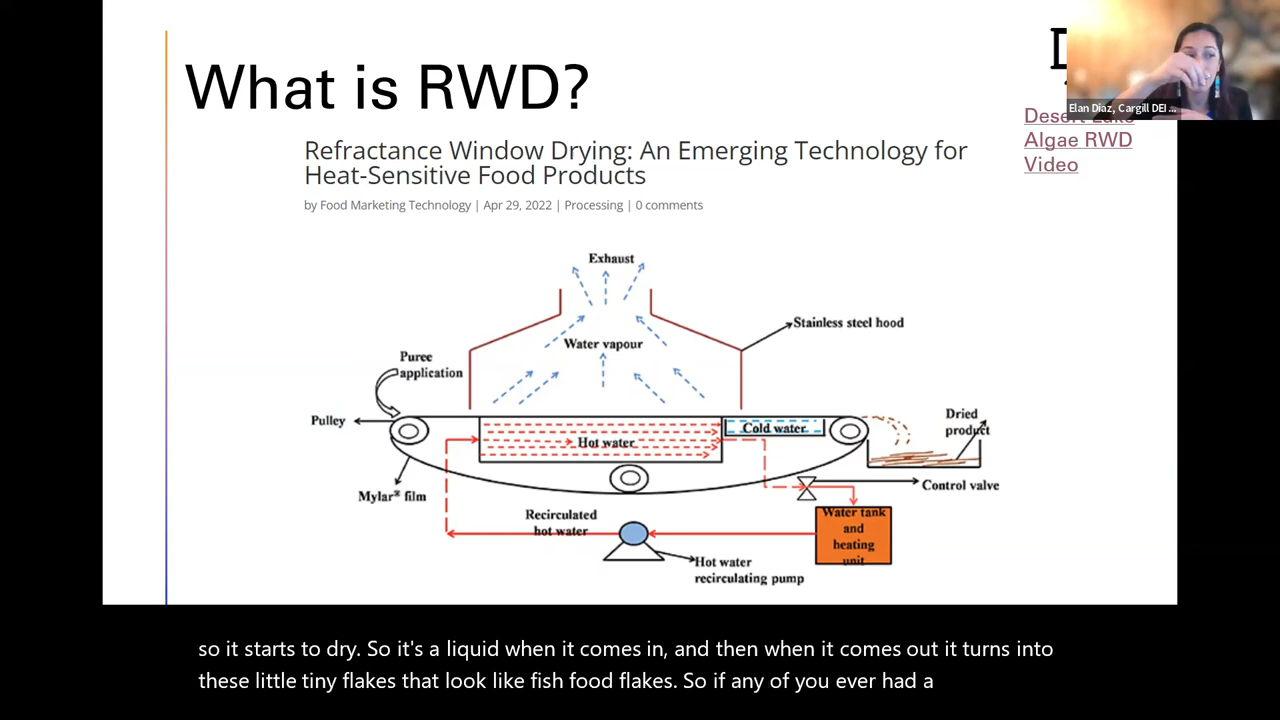 What is RWD?
Elan Diaz, Cargill DEI ...
Algae RWD
Video
Refractance Window Drying: An Emerging Technology for
Heat-Sensitive Food Products
by Food Marketing Technology | Apr 29, 2022 | Processing | 0 comments
Exhaust
Stainless steel hood
Water vapour
Puree
application
Pulley
Hot water
Cold water
Dried
product
Mylar* film
Control valve
Recirculated
hot water
Water tank
and
heating
unit
Hot water
recirculating pump
so it starts to dry. So it's a liquid when it comes in, and then when it comes out it turns into
these little tiny flakes that look like fish food flakes. So if any of you ever had a